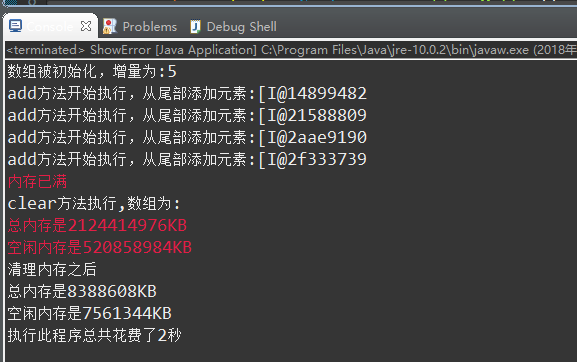 Console Problems Debug Shell
<terminated> ShowError [Java Application] C:\Program Files\Java\jre-10.0.2\bin\javaw.exe (2018年
数组被初始化，增量为:5
add方法开始执行，从尾部添加元素:[I@14899482
add方法开始执行，从尾部添加元素:[I@21588809
add方法开始执行，从尾部添加元素:[I@2aae9190
add方法开始执行，从尾部添加元素:[I@2f333739
内存已满
clear方法执行,数组为:
总内存是2124414976KB
空闲内存是520858984KB
清理内存之后
总内存是8388608KB
空闲内存是7561344KB
执行此程序总共花费了2秒